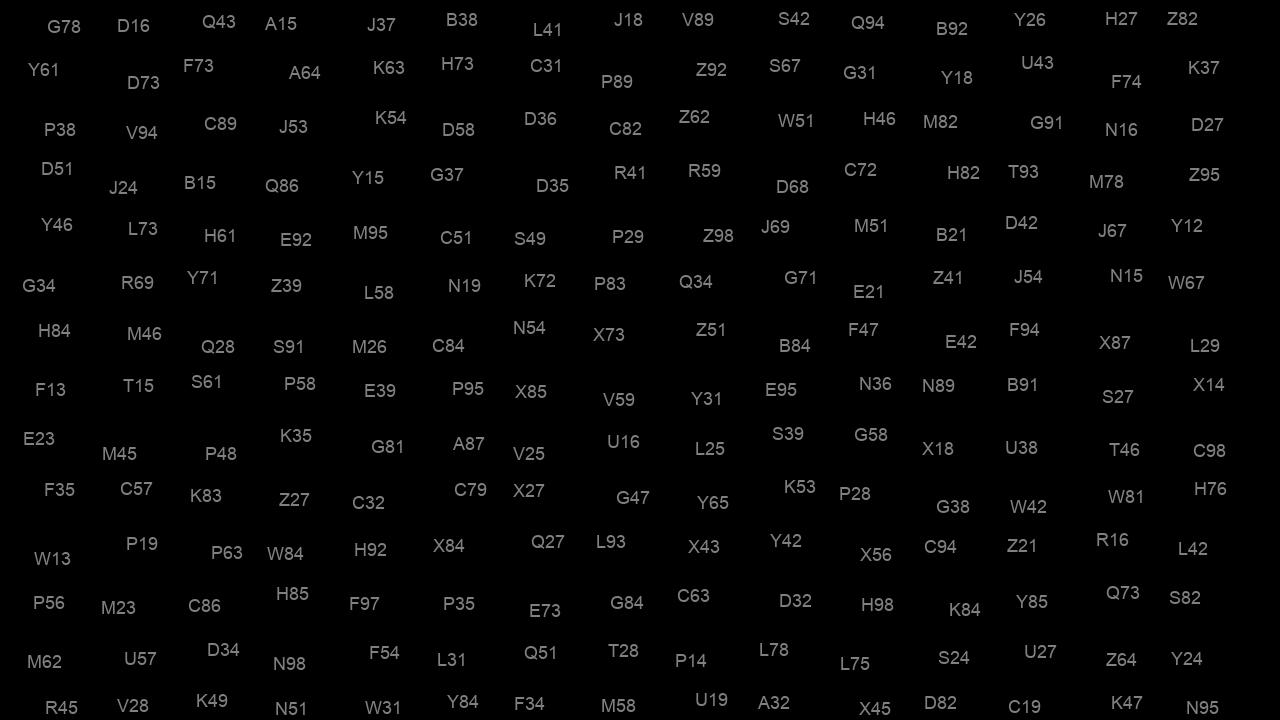 G78 D16 Q43 A15 J37 B38 L41 J18 V89 S42 Q94 B92 Y26 H27 Z82
Y61 D73 F73 A64 K63 H73 C31 P89 Z92 S67 G31 Y18 U43 F74 K37
P38 V94 C89 J53 K54 D58 D36 C82 Z62 W51 H46 M82 G91 N16 D27
D51 J24 B15 Q86 Y15 G37 D35 R41 R59 D68 C72 H82 T93 M78 Z95
Y46 L73 H61 E92 M95 C51 S49 P29 Z98 J69 M51 B21 D42 J67 Y12
G34 R69 Y71 Z39 L58 N19 K72 P83 Q34 G71 E21 Z41 J54 N15 W67
H84 M46 Q28 S91 M26 C84 N54 X73 Z51 B84 F47 E42 F94 X87 L29
F13 T15 S61 P58 E39 P95 X85 V59 Y31 E95 N36 N89 B91 S27 X14
E23 M45 P48 K35 G81 A87 V25 U16 L25 S39 G58 X18 U38 T46 C98
F35 C57 K83 Z27 C32 C79 X27 G47 Y65 K53 P28 G38 W42 W81 H76
W13 P19 P63 W84 H92 X84 Q27 L93 X43 Y42 X56 C94 Z21 R16 L42
P56 M23 C86 H85 F97 P35 E73 G84 C63 D32 H98 K84 Y85 Q73 S82
M62 U57 D34 N98 F54 L31 Q51 T28 P14 L78 L75 S24 U27 Z64 Y24
R45 V28 K49 N51 W31 Y84 F34 M58 U19 A32 X45 D82 C19 K47 N95